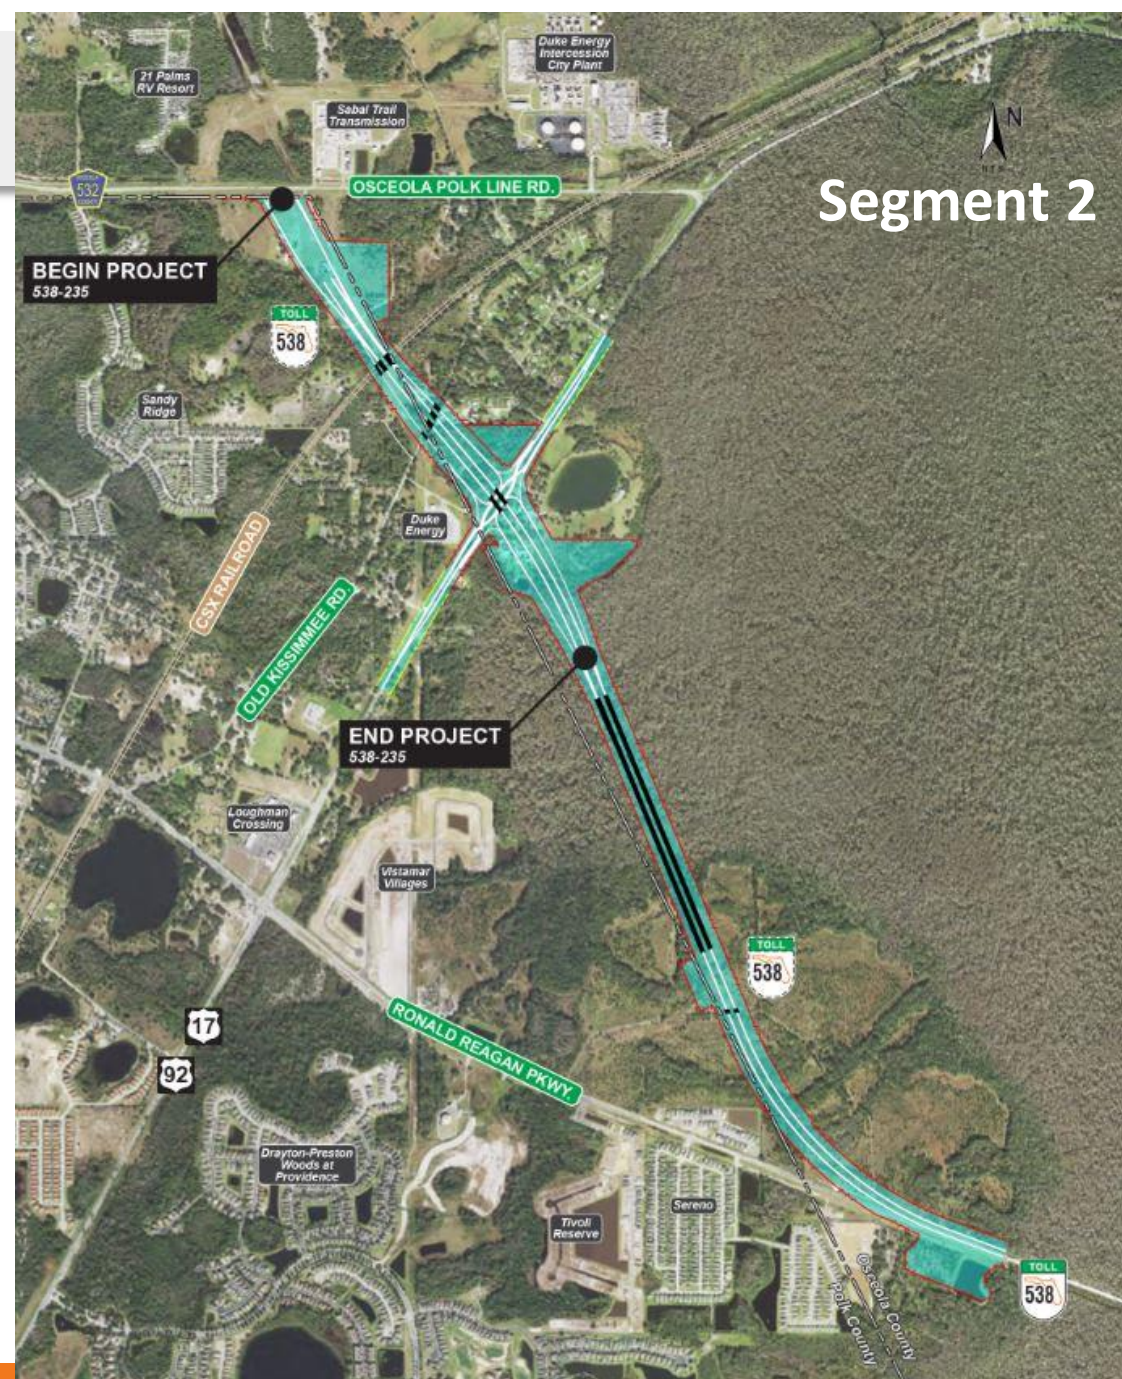 Duke Energy
Intercession
City Plant
21 Palms
RV Resort
Sabal Trail
Transmission
N
Segment 2
532
OSCEOLA POLK LINE RD.
BEGIN PROJECT
538-235
TOLL
538
Sandy
Ridge
Duke
Energy
CSX RAILROAD
OLD KISSIMMEE RD.
END PROJECT
538-235
Loughman
Crossing
Vistamar
Villages
TOLL
538
17
92
RONALD REAGAN PKWY.
Drayton-Preston
Woods at
Providence
Sereno
Tivoli
Reserve
Osceola County
Polk County
TOLL
538